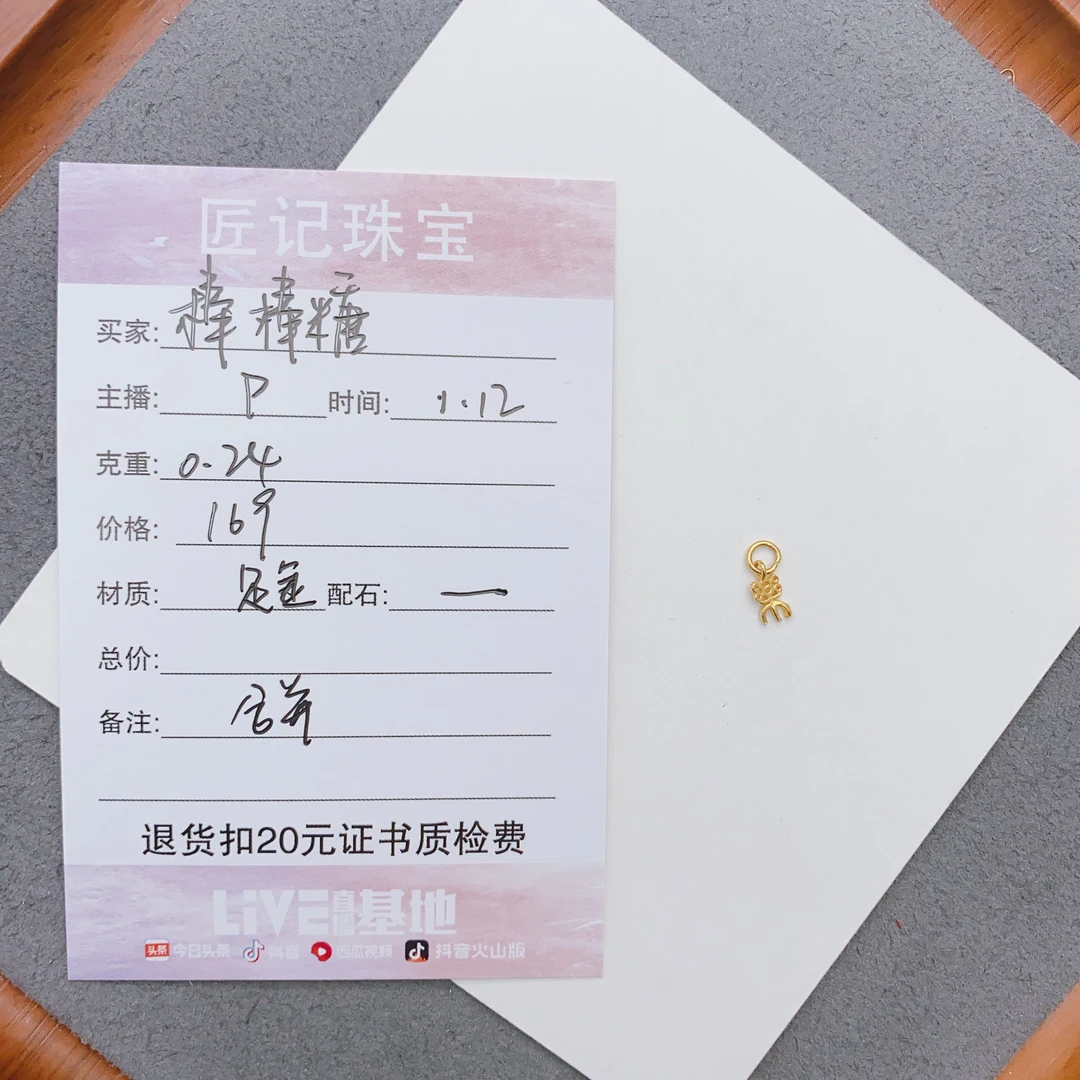 匠记珠宝
买家: 棒棒糖
主播: P 时间: 1.12
克重: 0.24
价格: 169
材质: 足金 配石: 一
总价:
备注: 合并
退货扣20元证书质检费
LiVE直播基地
头条 今日头条 抖音 西瓜视频 抖音火山版